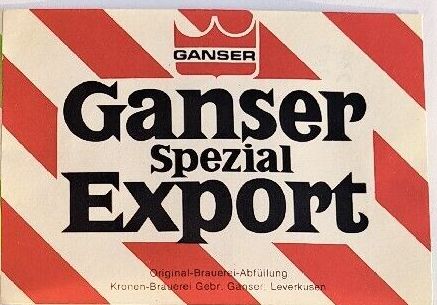 GANSER
Ganser
Spezial
Export
Original-Brauerei-Abfüllung
Kronen-Brauerei Gebr. Ganser, Leverkusen